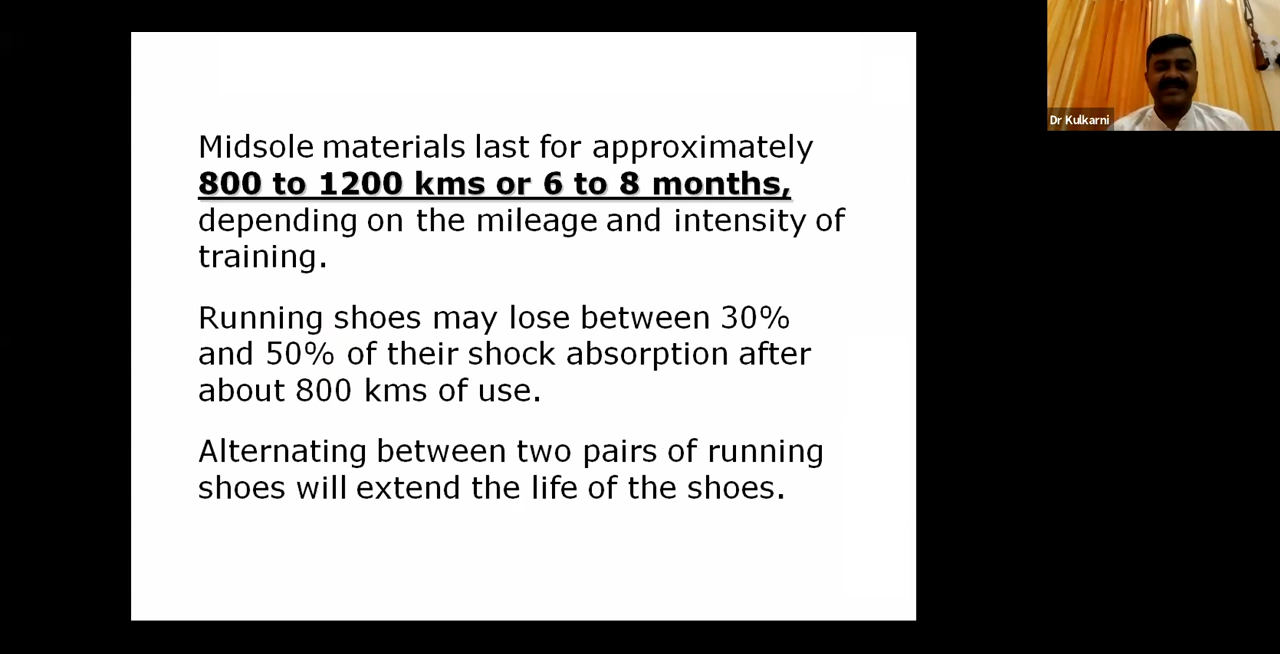 Midsole materials last for approximately
800 to 1200 kms or 6 to 8 months,
depending on the mileage and intensity of
training.
Running shoes may lose between 30%
and 50% of their shock absorption after
about 800 kms of use.
Alternating between two pairs of running
shoes will extend the life of the shoes.
Dr Kulkarni